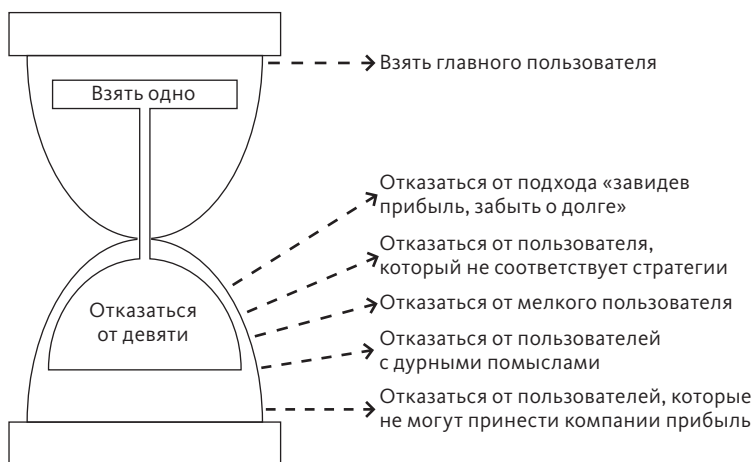 Взять главного пользователя
Взять одно
Отказаться от подхода «завидев
прибыль, забыть о долге»
Отказаться от пользователя,
который не соответствует стратегии
Отказаться от мелкого пользователя
Отказаться
от девяти
Отказаться от пользователей
с дурными помыслами
Отказаться от пользователей, которые
не могут принести компании прибыль